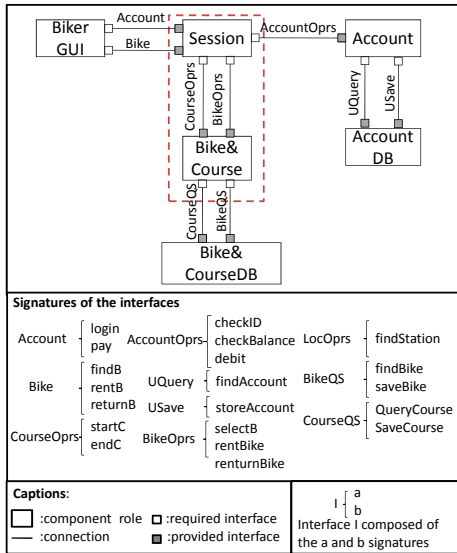 Account
Biker
GUI
Bike
Session
AccountOprs
Account
CourseOprs
BikeOprs
UQuery
USave
Bike&
Course
Account
DB
CourseQS
BikeQS
Bike&
CourseDB
Signatures of the interfaces
Account
login
pay
AccountOprs
checkID
checkBalance
debit
LocOprs
findStation
Bike
findB
rentB
returnB
UQuery
findAccount
BikeQS
findBike
saveBike
USave
storeAccount
CourseQS
QueryCourse
SaveCourse
CourseOprs
startC
endC
BikeOprs
selectB
rentBike
renturnBike
Captions:
:component role
:required interface
:connection
:provided interface
I
a
b
Interface I composed of
the a and b signatures